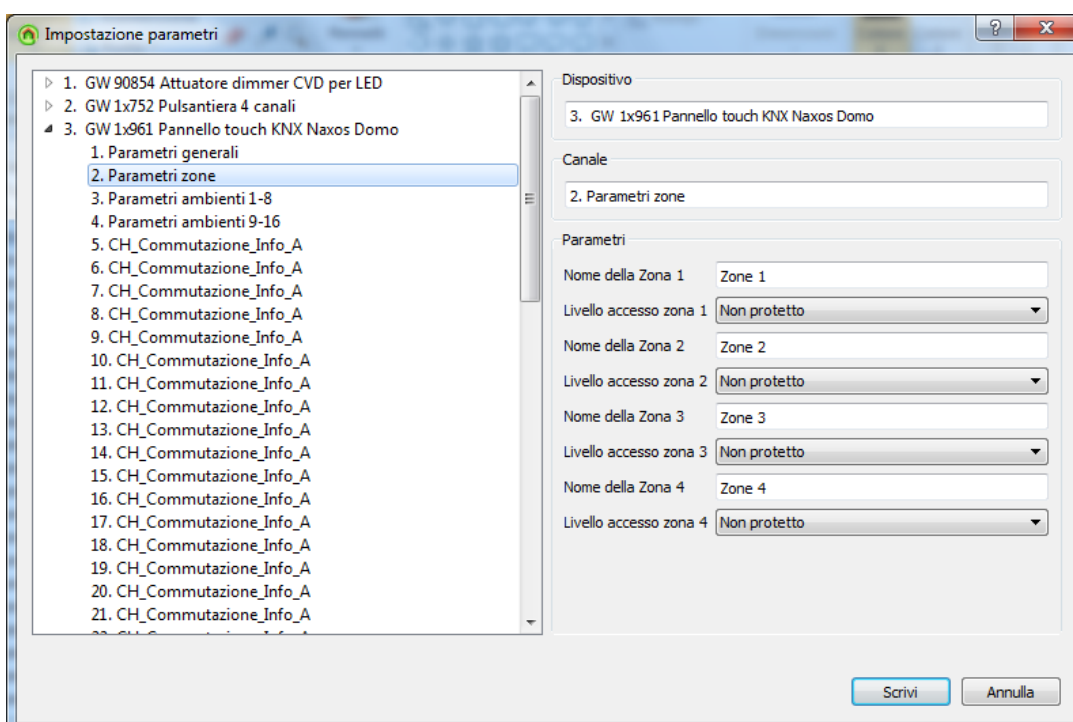 Impostazione parametri
1. GW 90854 Attuatore dimmer CVD per LED
2. GW 1x752 Pulsantiera 4 canali
3. GW 1x961 Pannello touch KNX Naxos Domo
1. Parametri generali
2. Parametri zone
3. Parametri ambienti 1-8
4. Parametri ambienti 9-16
5. CH_Commutazione_Info_A
6. CH_Commutazione_Info_A
7. CH_Commutazione_Info_A
8. CH_Commutazione_Info_A
9. CH_Commutazione_Info_A
10. CH_Commutazione_Info_A
11. CH_Commutazione_Info_A
12. CH_Commutazione_Info_A
13. CH_Commutazione_Info_A
14. CH_Commutazione_Info_A
15. CH_Commutazione_Info_A
16. CH_Commutazione_Info_A
17. CH_Commutazione_Info_A
18. CH_Commutazione_Info_A
19. CH_Commutazione_Info_A
20. CH_Commutazione_Info_A
21. CH_Commutazione_Info_A
Dispositivo
3. GW 1x961 Pannello touch KNX Naxos Domo
Canale
2. Parametri zone
Parametri
Nome della Zona 1 Zone 1
Livello accesso zona 1 Non protetto
Nome della Zona 2 Zone 2
Livello accesso zona 2 Non protetto
Nome della Zona 3 Zone 3
Livello accesso zona 3 Non protetto
Nome della Zona 4 Zone 4
Livello accesso zona 4 Non protetto
Scrivi Annulla